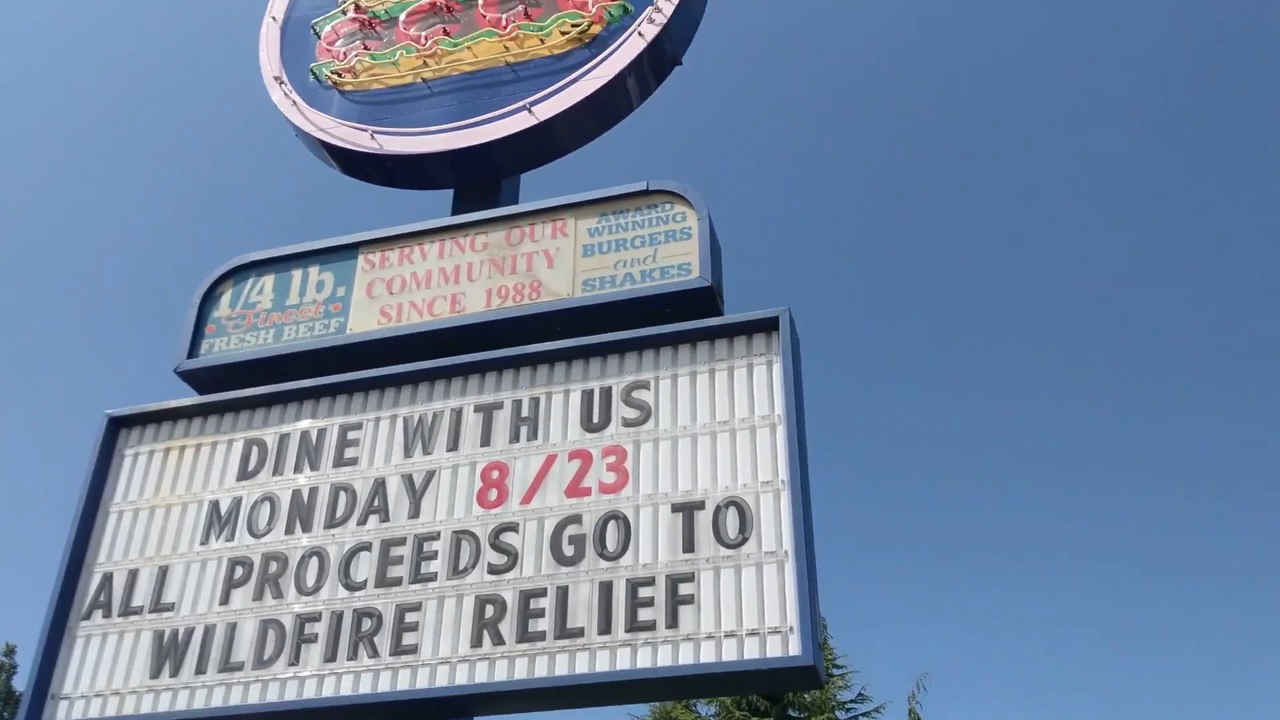 1/4 lb.
Finest
FRESH BEEF
SERVING OUR
COMMUNITY
SINCE 1988
AWARD
WINNING
BURGERS
and
SHAKES
DINE WITH US
MONDAY 8/23
ALL PROCEEDS GO TO
WILDFIRE RELIEF